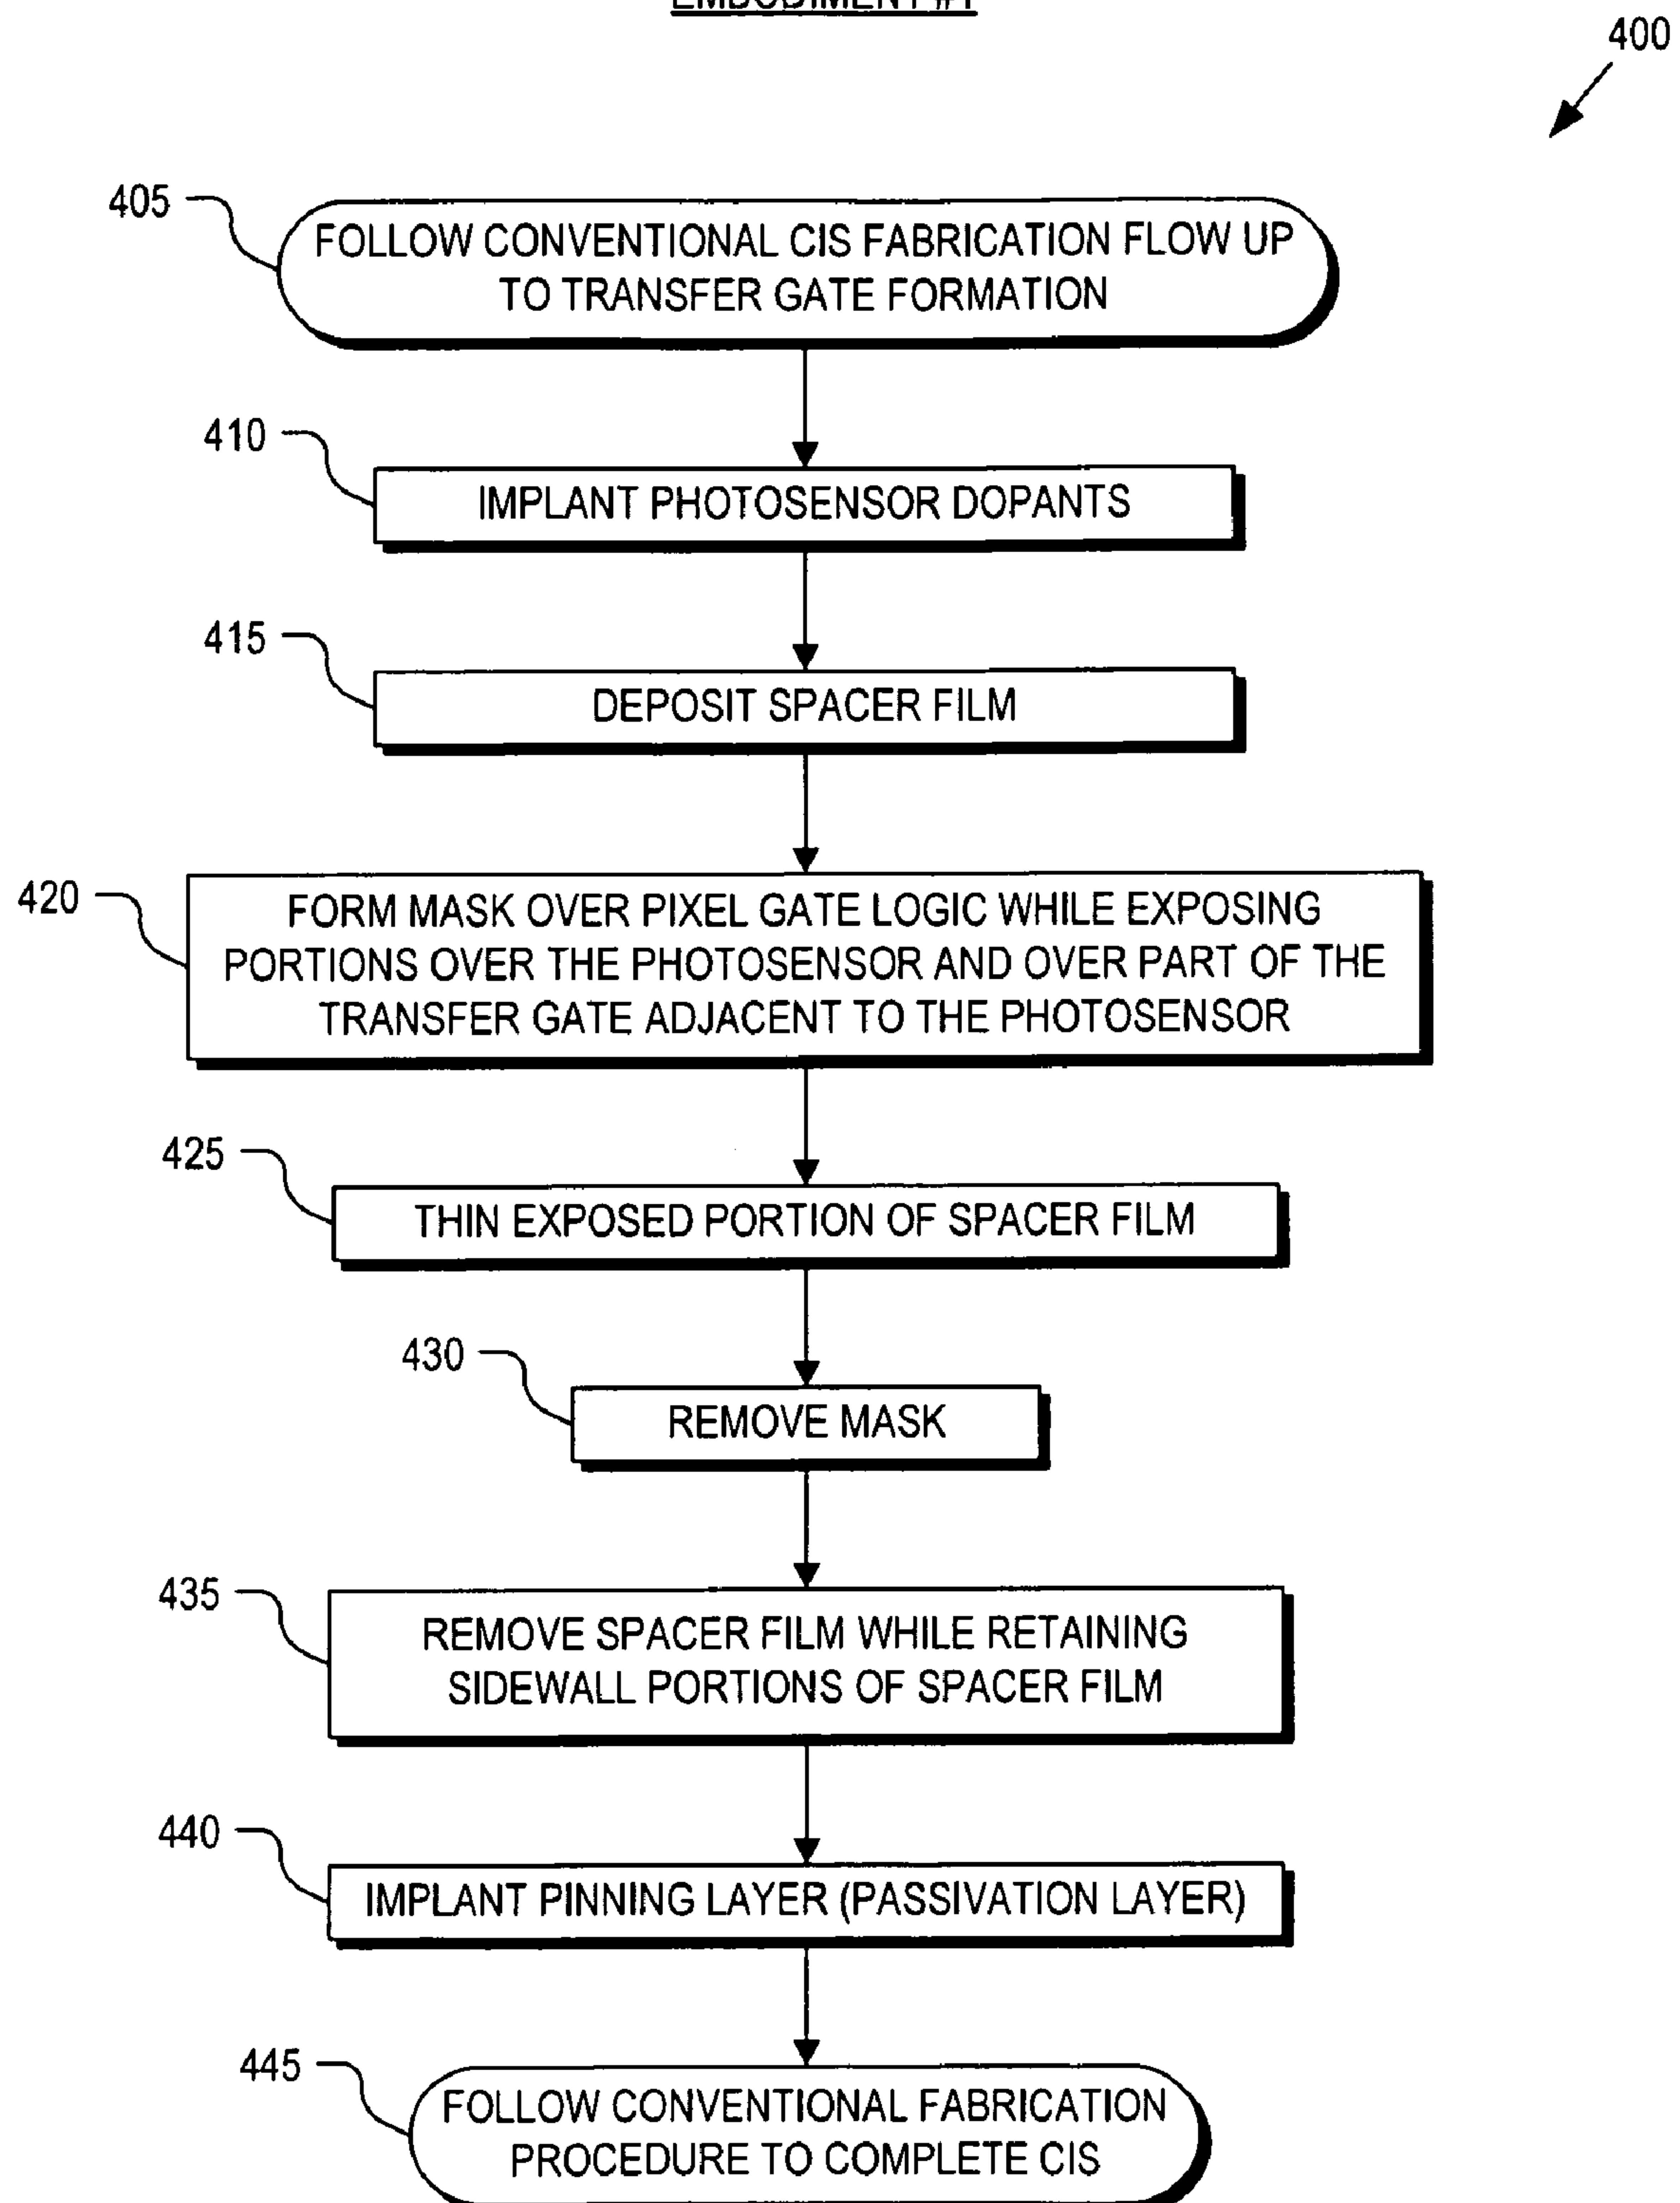 EMBODIMENT #1
400
405
FOLLOW CONVENTIONAL CIS FABRICATION FLOW UP
TO TRANSFER GATE FORMATION
410
IMPLANT PHOTOSENSOR DOPANTS
415
DEPOSIT SPACER FILM
420
FORM MASK OVER PIXEL GATE LOGIC WHILE EXPOSING
PORTIONS OVER THE PHOTOSENSOR AND OVER PART OF THE
TRANSFER GATE ADJACENT TO THE PHOTOSENSOR
425
THIN EXPOSED PORTION OF SPACER FILM
430
REMOVE MASK
435
REMOVE SPACER FILM WHILE RETAINING
SIDEWALL PORTIONS OF SPACER FILM
440
IMPLANT PINNING LAYER (PASSIVATION LAYER)
445
FOLLOW CONVENTIONAL FABRICATION
PROCEDURE TO COMPLETE CIS